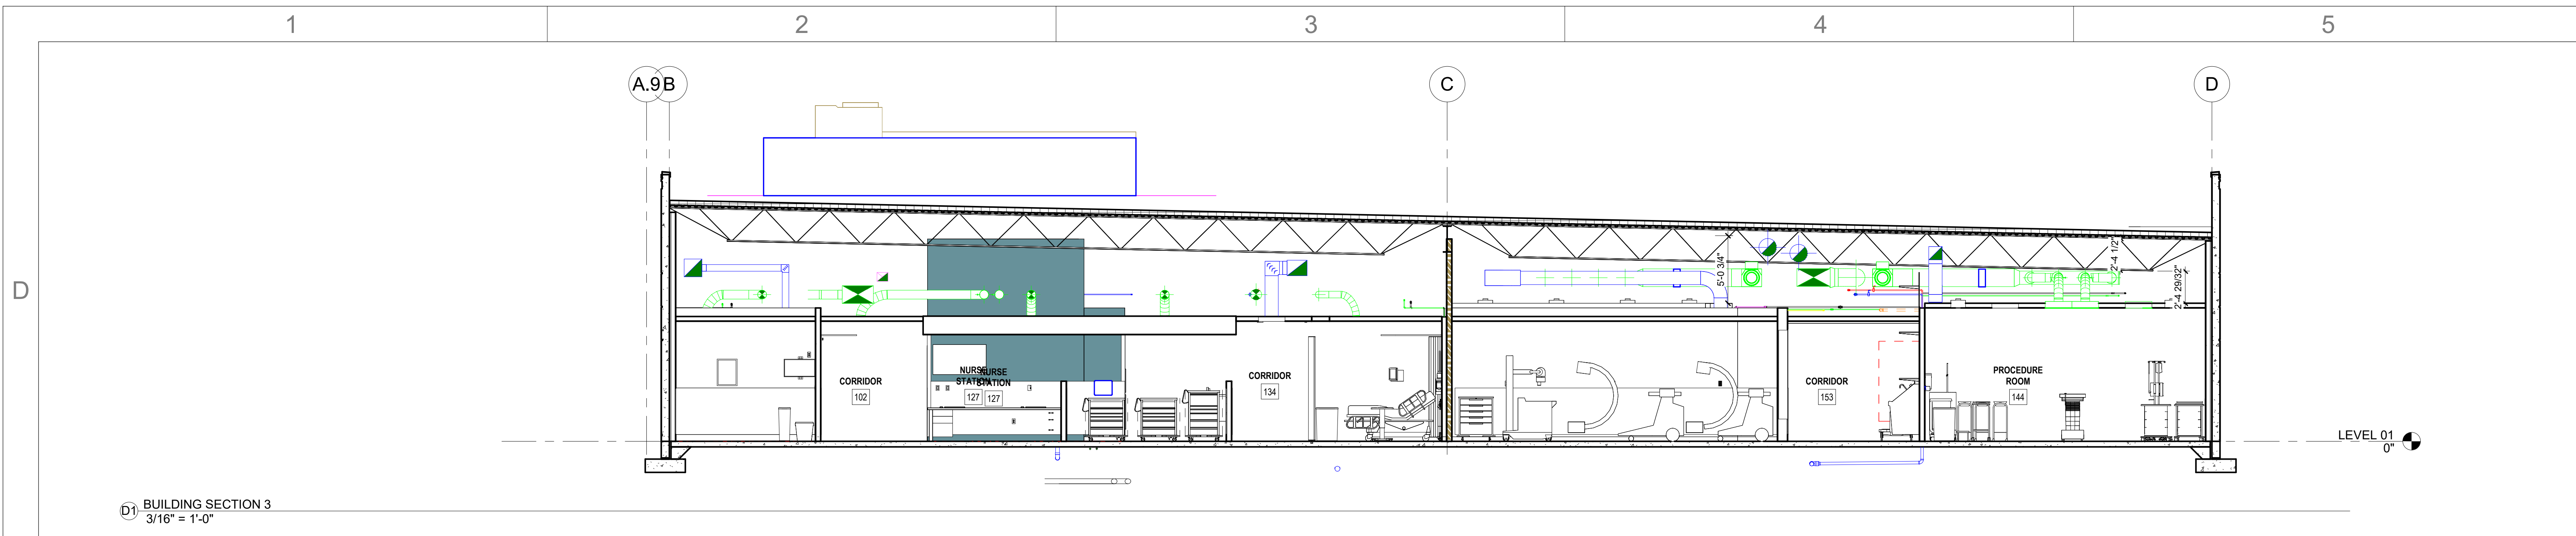 1
2
3
4
5
A.9
B
C
D
5'-0 3/4"
2'-4 1/2"
2'-4 29/32"
D
CORRIDOR
102
NURSE
STATION
127
NURSE
STATION
127
CORRIDOR
134
CORRIDOR
153
PROCEDURE
ROOM
144
LEVEL 01
0"
D1
BUILDING SECTION 3
3/16" = 1'-0"